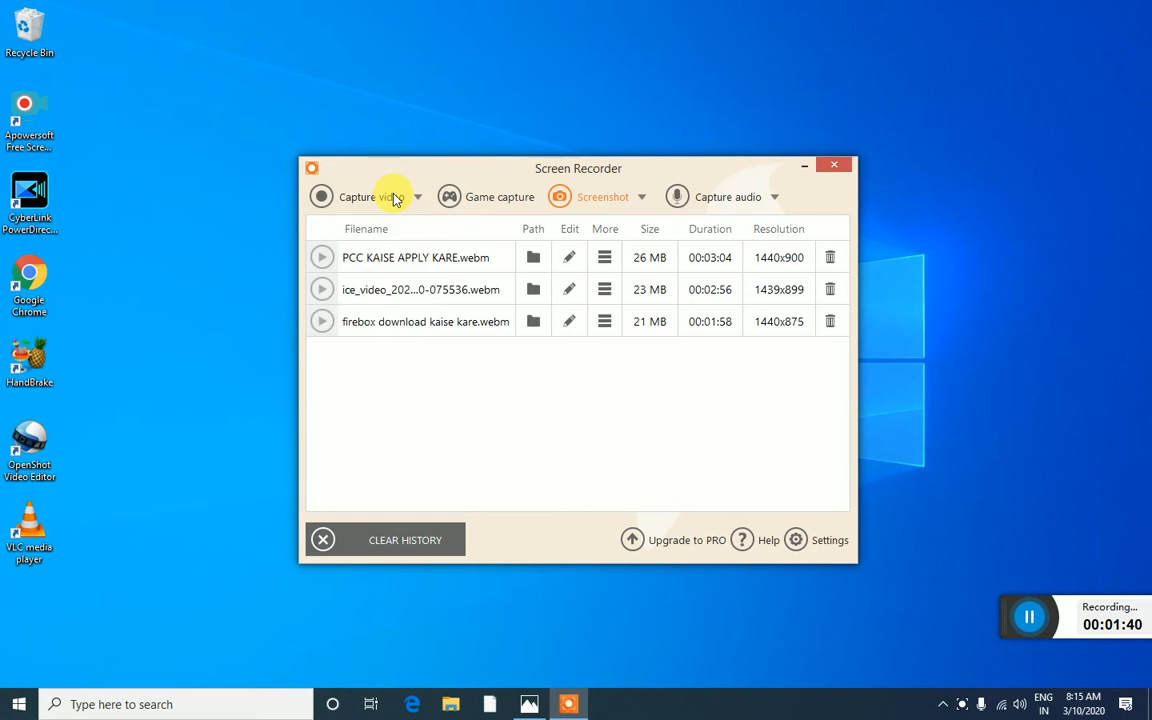 Recycle Bin
Apowersoft
Free Scre...
CyberLink
PowerDirec...
Google
Chrome
HandBrake
OpenShot
Video Editor
VLC media
player
Screen Recorder
Capture video
Game capture
Screenshot
Capture audio
Filename Path Edit More Size Duration Resolution
PCC KAISE APPLY KARE.webm 26 MB 00:03:04 1440x900
ice_video_202...0-075536.webm 23 MB 00:02:56 1439x899
firebox download kaise kare.webm 21 MB 00:01:58 1440x875
CLEAR HISTORY
Upgrade to PRO
? Help
Settings
Recording...
00:01:40
Type here to search
ENG
IN
8:15 AM
3/10/2020